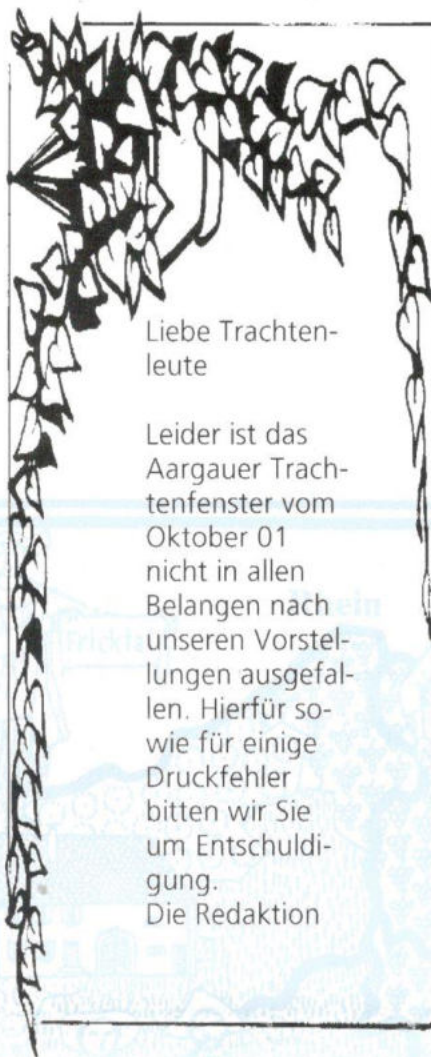 Liebe Trachten-
leute
Leider ist das
Aargauer Trach-
tenfenster vom
Oktober 01
nicht in allen
Belangen nach
unseren Vorstel-
lungen ausgefal-
len. Hierfür so-
wie für einige
Druckfehler
bitten wir Sie
um Entschuldi-
gung.
Die Redaktion
Rhein